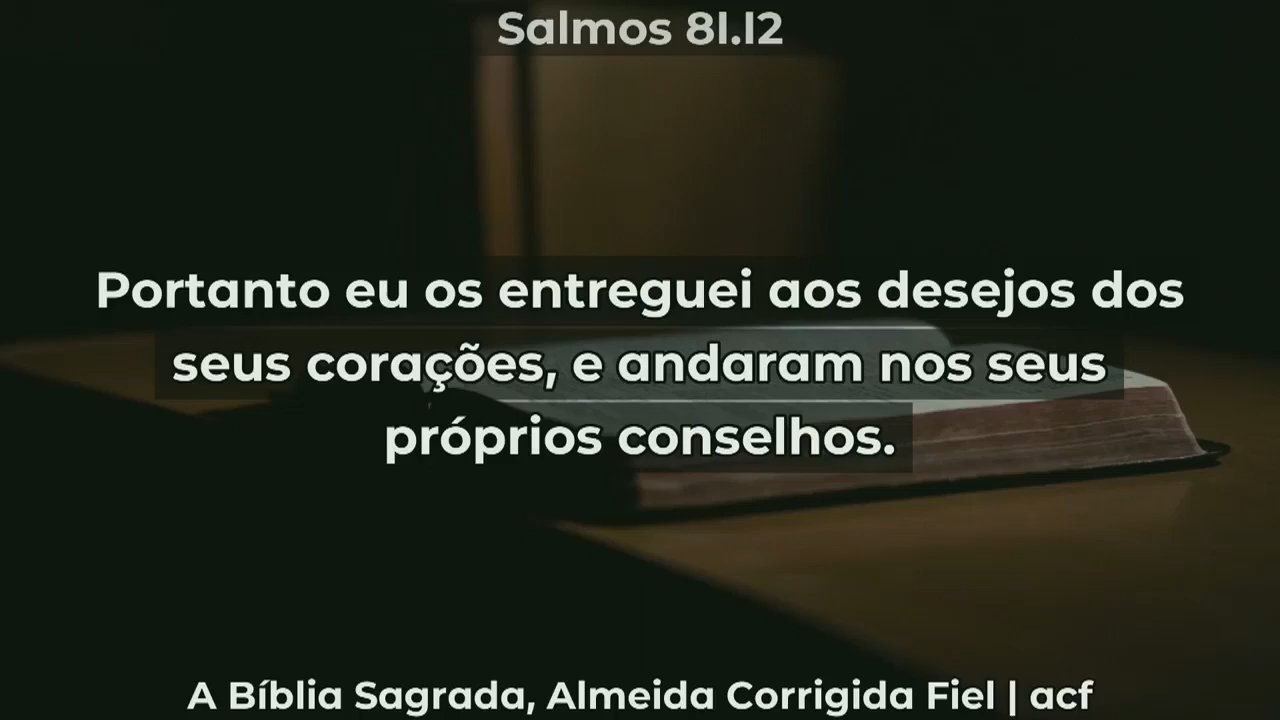 Salmos 81.12
Portanto eu os entreguei aos desejos dos
seus corações, e andaram nos seus
próprios conselhos.
A Bíblia Sagrada, Almeida Corrigida Fiel | acf